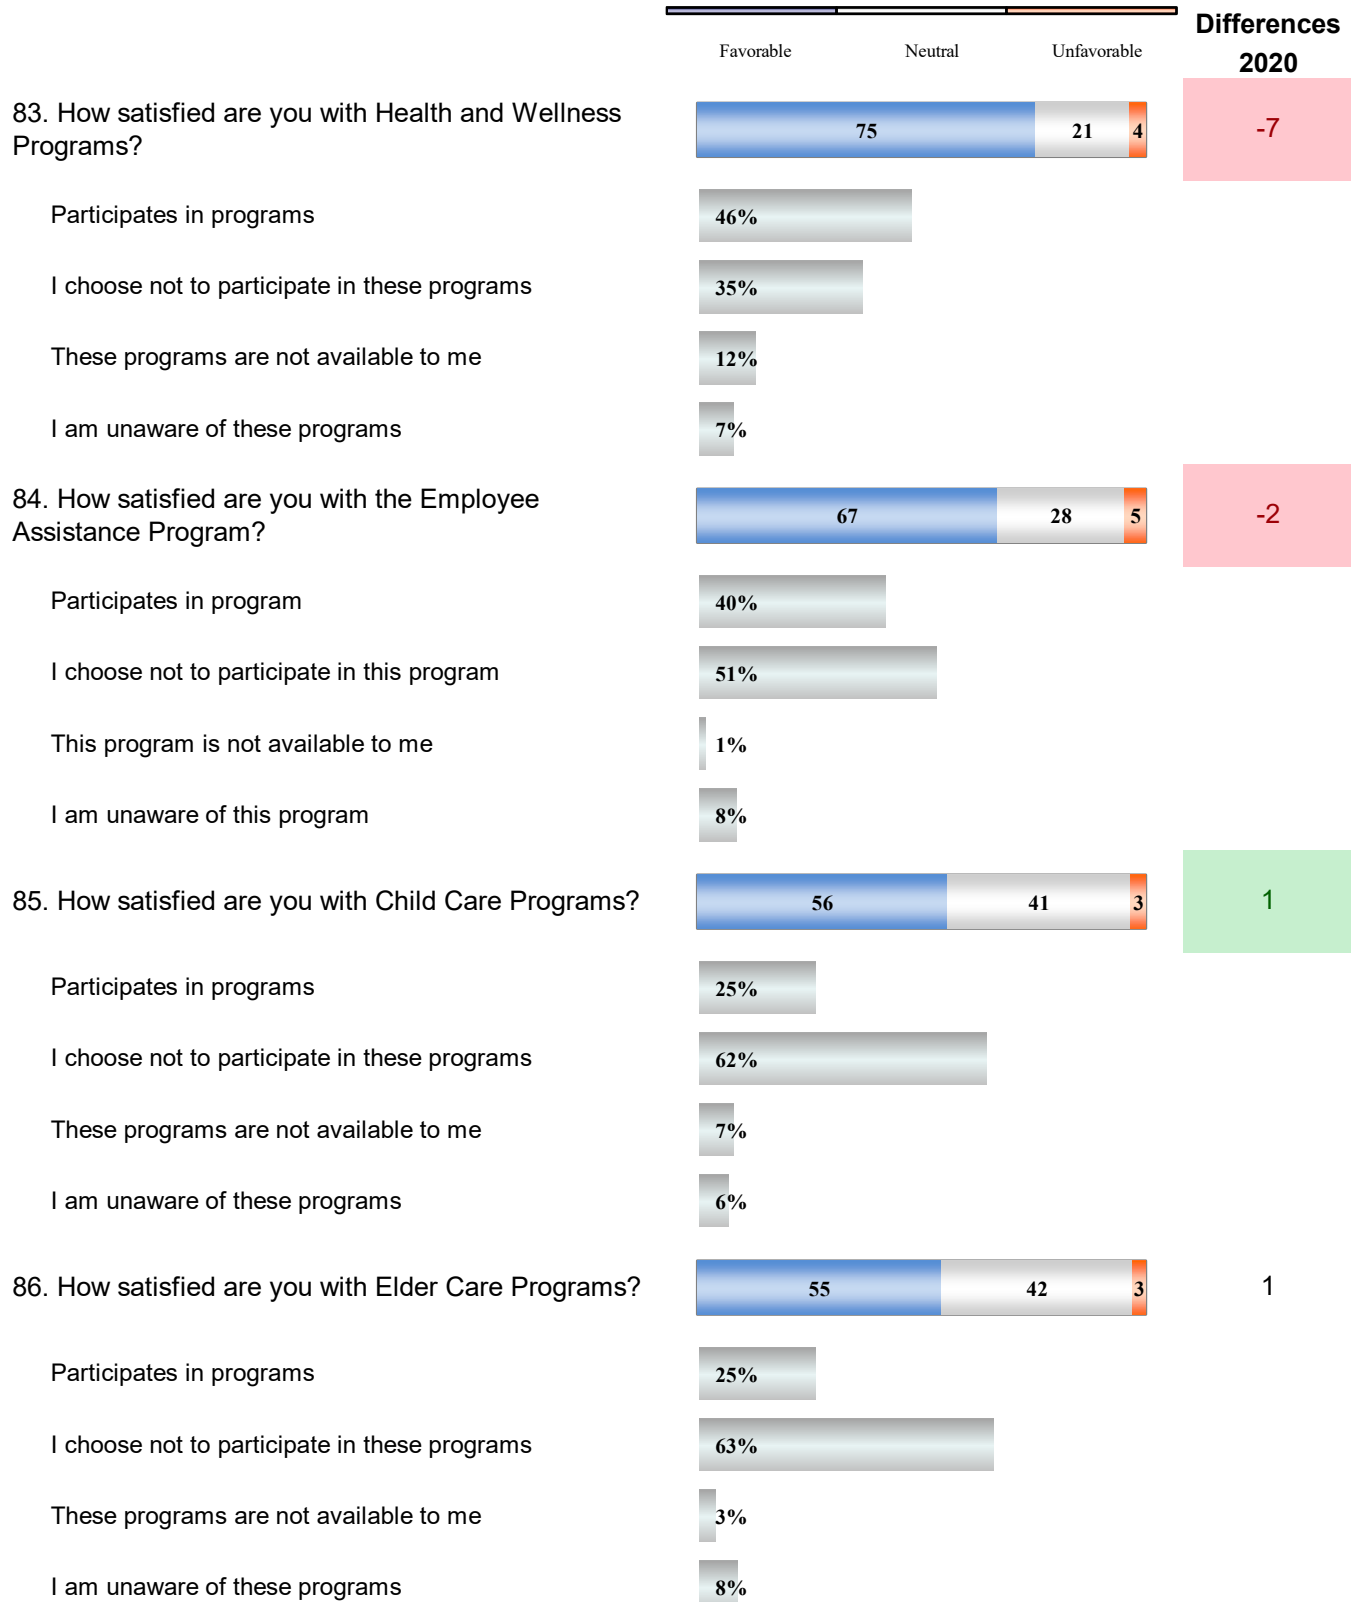 Differences
2020
Favorable Neutral Unfavorable
83. How satisfied are you with Health and Wellness
Programs?
75 21 4 -7
Participates in programs 46%
I choose not to participate in these programs 35%
These programs are not available to me 12%
I am unaware of these programs 7%
84. How satisfied are you with the Employee
Assistance Program?
67 28 5 -2
Participates in program 40%
I choose not to participate in this program 51%
This program is not available to me 1%
I am unaware of this program 8%
85. How satisfied are you with Child Care Programs? 56 41 3 1
Participates in programs 25%
I choose not to participate in these programs 62%
These programs are not available to me 7%
I am unaware of these programs 6%
86. How satisfied are you with Elder Care Programs? 55 42 3 1
Participates in programs 25%
I choose not to participate in these programs 63%
These programs are not available to me 3%
I am unaware of these programs 8%